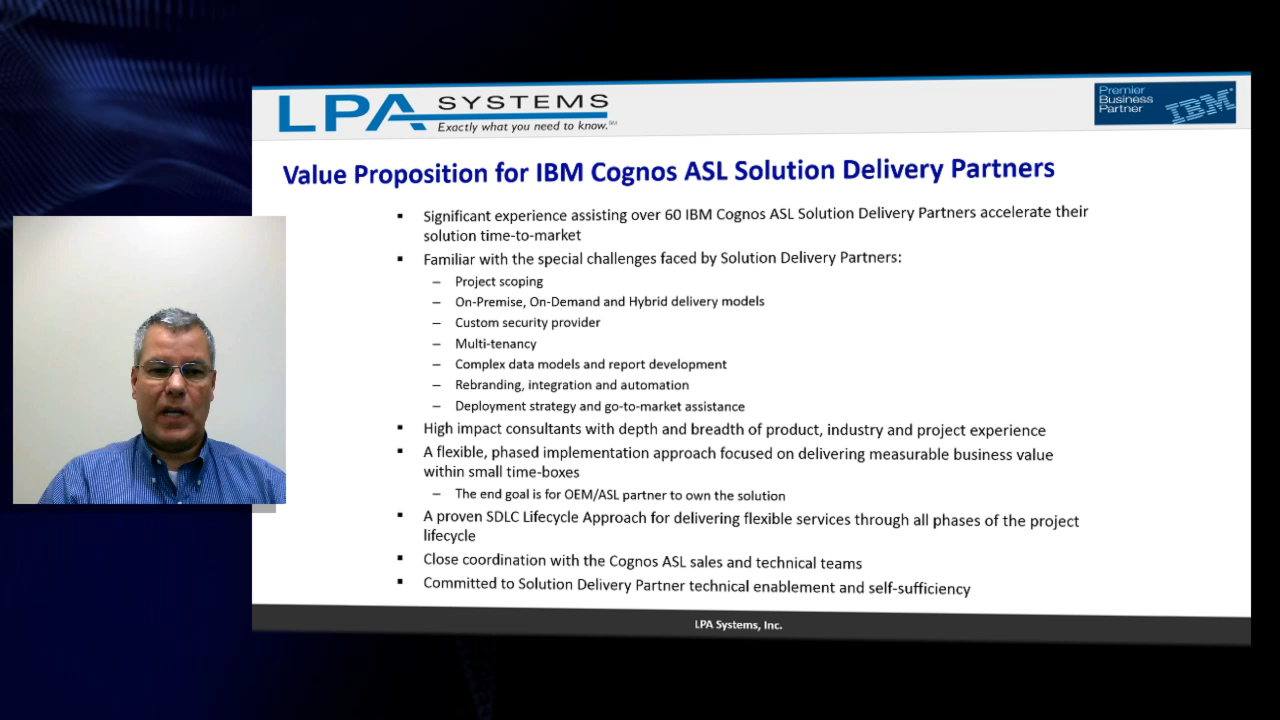 LPA SYSTEMS
Exactly what you need to know.℠
Premier
Business
Partner
IBM®
Value Proposition for IBM Cognos ASL Solution Delivery Partners
▪ Significant experience assisting over 60 IBM Cognos ASL Solution Delivery Partners accelerate their
solution time-to-market
▪ Familiar with the special challenges faced by Solution Delivery Partners:
– Project scoping
– On-Premise, On-Demand and Hybrid delivery models
– Custom security provider
– Multi-tenancy
– Complex data models and report development
– Rebranding, integration and automation
– Deployment strategy and go-to-market assistance
▪ High impact consultants with depth and breadth of product, industry and project experience
▪ A flexible, phased implementation approach focused on delivering measurable business value
within small time-boxes
– The end goal is for OEM/ASL partner to own the solution
▪ A proven SDLC Lifecycle Approach for delivering flexible services through all phases of the project
lifecycle
▪ Close coordination with the Cognos ASL sales and technical teams
▪ Committed to Solution Delivery Partner technical enablement and self-sufficiency
LPA Systems, Inc.